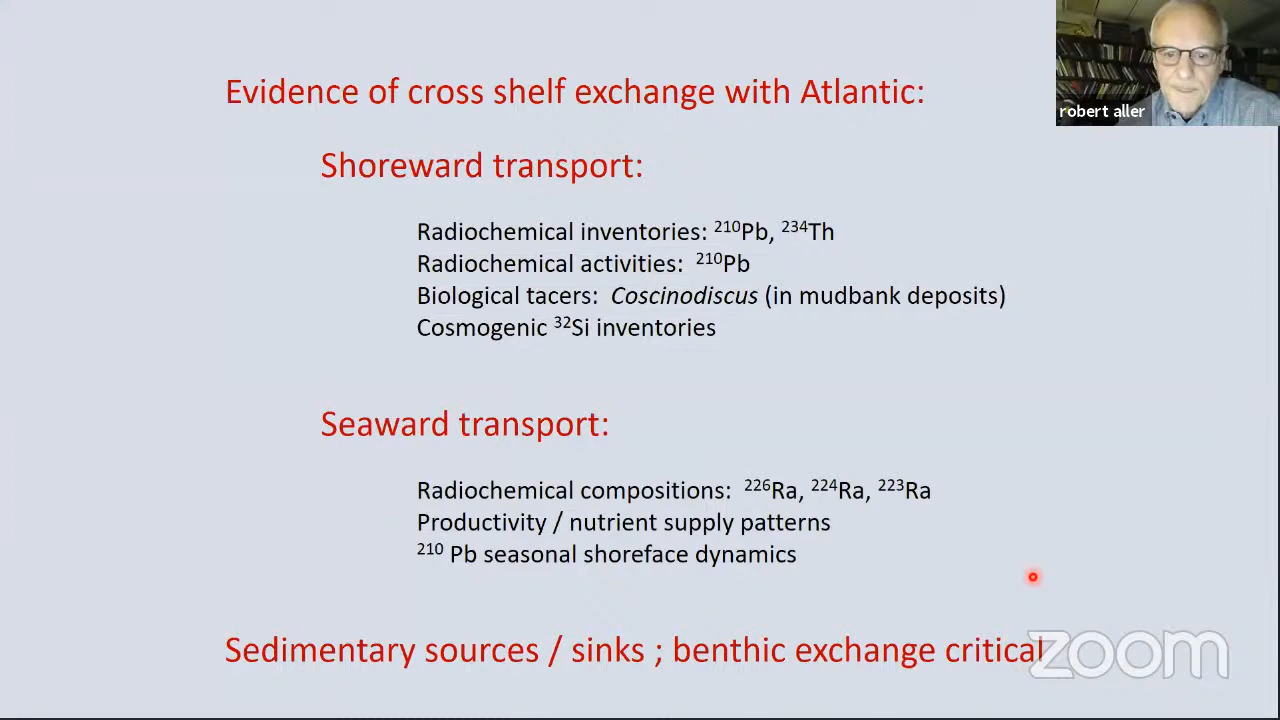 Evidence of cross shelf exchange with Atlantic:
robert aller
Shoreward transport:
Radiochemical inventories: ²¹⁰Pb, ²³⁴Th
Radiochemical activities: ²¹⁰Pb
Biological tacers: Coscinodiscus (in mudbank deposits)
Cosmogenic ³²Si inventories
Seaward transport:
Radiochemical compositions: ²²⁶Ra, ²²⁴Ra, ²²³Ra
Productivity / nutrient supply patterns
²¹⁰ Pb seasonal shoreface dynamics
Sedimentary sources / sinks ; benthic exchange critical
zoom